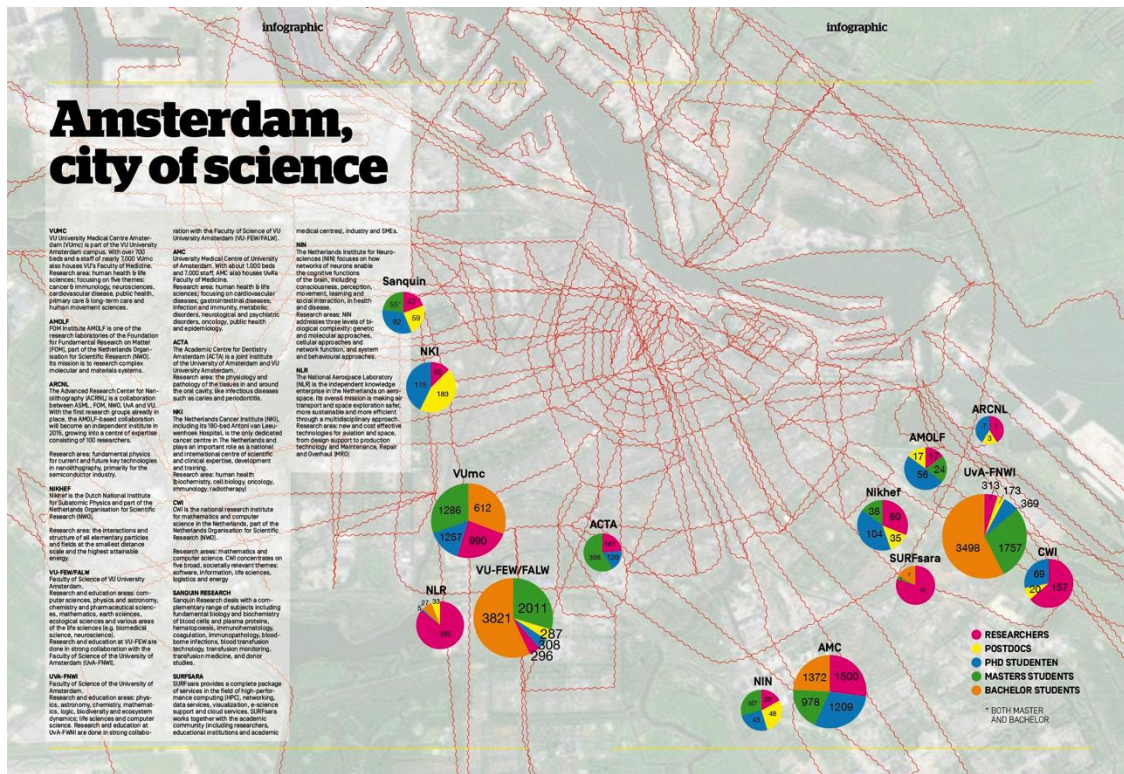 infographic
infographic
Amsterdam,
city of science
VUMC
VU University Medical Centre Amster-
dam (VUmc) is part of the VU University
Amsterdam campus. With over 700
beds and a staff of nearly 7,000 VUmc
also houses VU's Faculty of Medicine.
Research area: human health & life
sciences; focusing on five themes:
cancer & immunology, neurosciences,
cardiovascular disease, public health,
primary care & long-term care and
human movement sciences.
AMOLF
FOM Institute AMOLF is one of the
research laboratories of the Foundation
for Fundamental Research on Matter
(FOM), part of the Netherlands Organ-
isation for Scientific Research (NWO).
Its mission is to research complex
molecular and materials systems.
ARCNL
The Advanced Research Center for Nan-
olithography (ACRNL) is a collaboration
between ASML, FOM, NWO, UvA and VU.
With the first research groups already in
place, the AMOLF-based collaboration
will become an independent institute in
2015, growing into a centre of expertise
consisting of 100 researchers.
Research area: fundamental physics
for current and future key technologies
in nanolithography, primarily for the
semiconductor industry.
NIKHEF
Nikhef is the Dutch National Institute
for Subatomic Physics and part of the
Netherlands Organisation for Scientific
Research (NWO).
Research area: the interactions and
structure of all elementary particles
and fields at the smallest distance
scale and the highest attainable
energy.
VU-FEW/FALW
Faculty of Science of VU University
Amsterdam.
Research and education areas: com-
puter sciences, physics and astronomy,
chemistry and pharmaceutical scienc-
es, mathematics, earth sciences,
ecological sciences and various areas
of the life sciences (e.g. biomedical
science, neuroscience).
Research and education at VU-FEW are
done in strong collaboration with the
Faculty of Science of the University of
Amsterdam (UvA-FNWI).
UVA-FNWI
Faculty of Science of the University of
Amsterdam.
Research and education areas: phys-
ics, astronomy, chemistry, mathemat-
ics, logic, biodiversity and ecosystem
dynamics; life sciences and computer
science. Research and education at
UvA-FWNI are done in strong collabo-
ration with the Faculty of Science of VU
University Amsterdam (VU-FEW/FALW).
AMC
University Medical Centre of University
of Amsterdam. With about 1,000 beds
and 7,000 staff, AMC also houses UvA's
Faculty of Medicine.
Research area: human health & life
sciences; focusing on cardiovascular
diseases, gastrointestinal diseases,
infection and immunity, metabolic
disorders, neurological and psychiatric
disorders, oncology, public health
and epidemiology.
ACTA
The Academic Centre for Dentistry
Amsterdam (ACTA) is a joint institute
of the University of Amsterdam and VU
University Amsterdam.
Research area: the physiology and
pathology of the tissues in and around
the oral cavity, like infectious diseases
such as caries and periodontitis.
NKI
The Netherlands Cancer Institute (NKI),
including its 180-bed Antoni van Leeu-
wenhoek Hospital, is the only dedicated
cancer centre in The Netherlands and
plays an important role as a national
and international centre of scientific
and clinical expertise, development
and training.
Research area: human health
(biochemistry, cell biology, oncology,
immunology, radiotherapy)
CWI
CWI is the national research institute
for mathematics and computer
science in the Netherlands, part of the
Netherlands Organisation for Scientific
Research (NWO).
Research areas: mathematics and
computer science. CWI concentrates on
five broad, societally relevant themes:
software, information, life sciences,
logistics and energy
SANQUIN RESEARCH
Sanquin Research deals with a com-
plementary range of subjects including
fundamental biology and biochemistry
of blood cells and plasma proteins,
hematopoiesis, immunohematology,
coagulation, immunopathology, blood-
borne infections, blood transfusion
technology, transfusion monitoring,
transfusion medicine, and donor
studies.
SURFSARA
SURFsara provides a complete package
of services in the field of high-perfor-
mance computing (HPC), networking,
data services, visualization, e-science
support and cloud services. SURFsara
works together with the academic
community (including researchers,
educational institutions and academic
medical centres), industry and SMEs.
NIN
The Netherlands Institute for Neuro-
sciences (NIN) focuses on how
networks of neurons enable
the cognitive functions
of the brain, including
consciousness, perception,
movement, learning and
social interaction, in health
and disease.
Research areas: NIN
addresses three levels of bi-
ological complexity: genetic
and molecular approaches,
cellular approaches and
network function, and system
and behavioural approaches.
NLR
The National Aerospace Laboratory
(NLR) is the independent knowledge
enterprise in the Netherlands on aero-
space. Its overall mission is making air
transport and space exploration safer,
more sustainable and more efficient
through a multidisciplinary approach.
Research area: new and cost effective
technologies for aviation and space,
from design support to production
technology and Maintenance, Repair
and Overhaul (MRO)
Sanquin
55*
59
NKI
175
183
VUmc
1286
612
1257
990
ACTA
398
120
VU-FEW/FALW
3821
2011
287
308
296
NLR
5
27
33
ARCNL
7
3
AMOLF
17
17
24
56
UvA-FNWI
313
173
369
3498
1757
Nikhef
38
80
35
104
SURFsara
CWI
69
20
157
AMC
1372
1500
978
1209
NIN
48
43
RESEARCHERS
POSTDOCS
PHD STUDENTEN
MASTERS STUDENTS
BACHELOR STUDENTS
* BOTH MASTER
AND BACHELOR